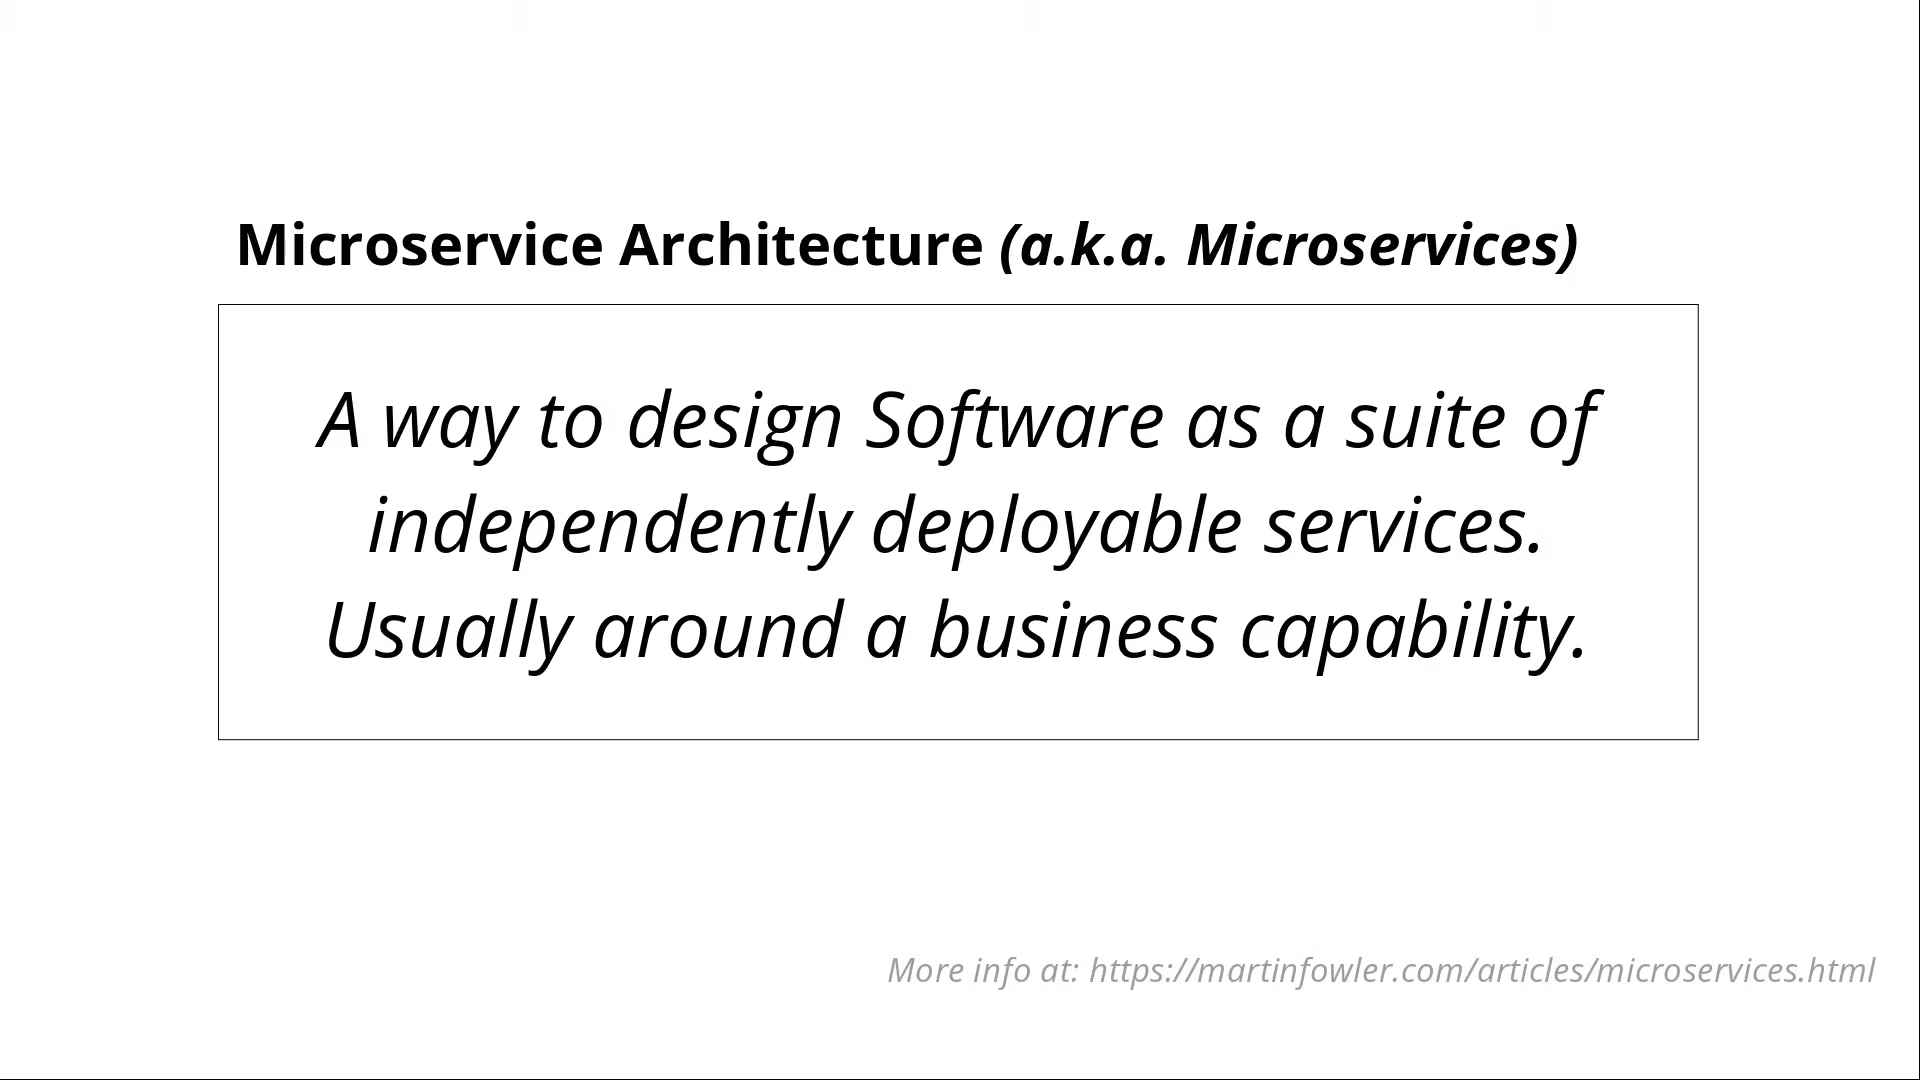 Microservice Architecture (a.k.a. Microservices)
A way to design Software as a suite of
independently deployable services.
Usually around a business capability.
More info at: https://martinfowler.com/articles/microservices.html